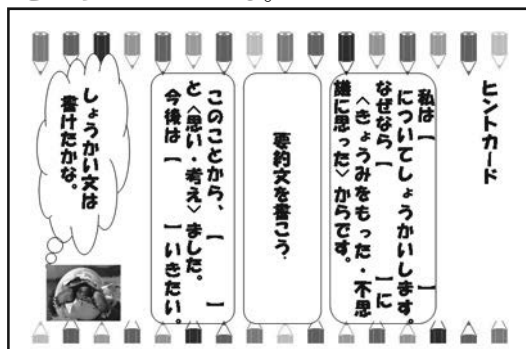 ヒントカード
私は【　　　　　】
についてしょうかいします。
なぜなら【　　　　　】に
〈きょうみをもった・不思
議に思った〉からです。
要約文を書こう。
このことから、【　　　　　】
と〈思い・考え〉ました。
今後は【　　　】いきたい。
しょうかい文は
書けたかな。